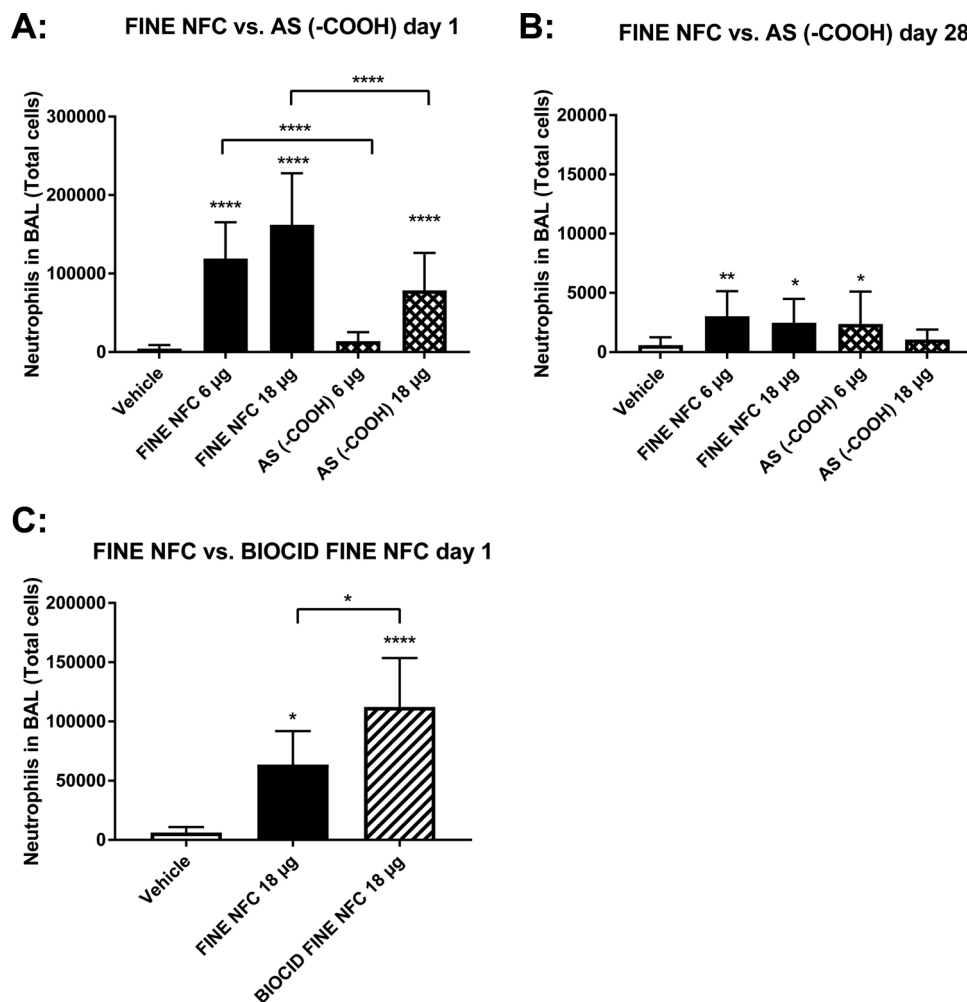 A:
FINE NFC vs. AS (-COOH) day 1
Neutrophils in BAL (Total cells)
300000
200000
100000
0
****
****
****
****
****
Vehicle
FINE NFC 6 µg
FINE NFC 18 µg
AS (-COOH) 6 µg
AS (-COOH) 18 µg
B:
FINE NFC vs. AS (-COOH) day 28
Neutrophils in BAL (Total cells)
20000
15000
10000
5000
0
**
*
*
Vehicle
FINE NFC 6 µg
FINE NFC 18 µg
AS (-COOH) 6 µg
AS (-COOH) 18 µg
C:
FINE NFC vs. BIOCID FINE NFC day 1
Neutrophils in BAL (Total cells)
200000
150000
100000
50000
0
*
****
*
Vehicle
FINE NFC 18 µg
BIOCID FINE NFC 18 µg